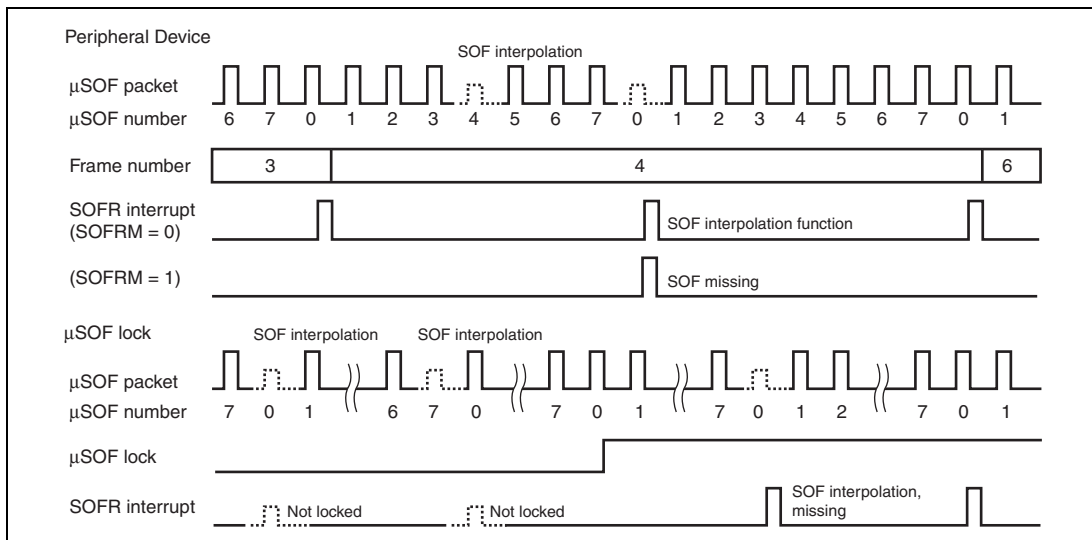 Peripheral Device
SOF interpolation
µSOF packet
µSOF number 6 7 0 1 2 3 4 5 6 7 0 1 2 3 4 5 6 7 0 1
Frame number 3 4 6
SOFR interrupt
(SOFRM = 0) SOF interpolation function
(SOFRM = 1) SOF missing
µSOF lock SOF interpolation SOF interpolation
µSOF packet
µSOF number 7 0 1 6 7 0 7 0 1 7 0 1 2 7 0 1
µSOF lock
SOFR interrupt Not locked Not locked SOF interpolation,
missing